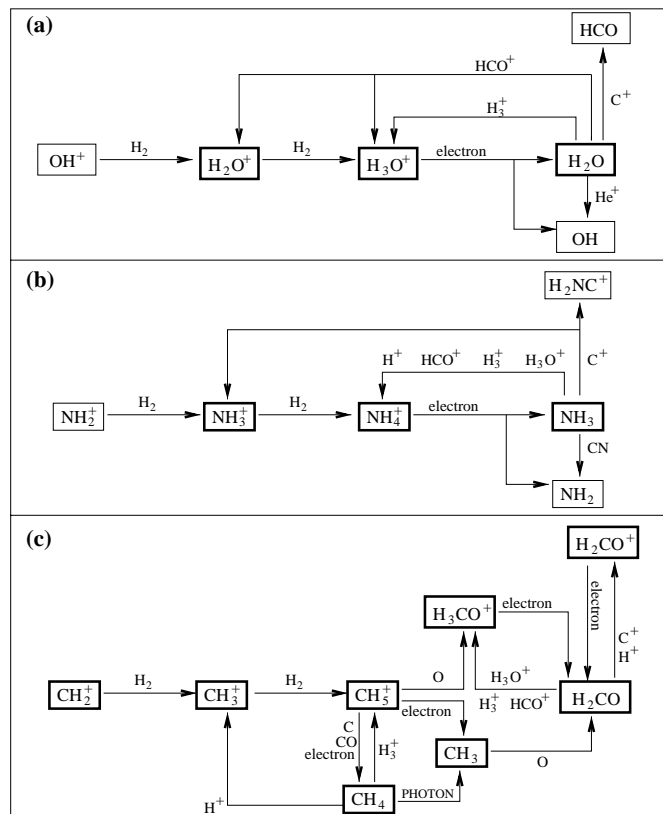 (a)
HCO
HCO⁺
C⁺
H₃⁺
OH⁺
H₂
H₂O⁺
H₂
H₃O⁺
electron
H₂O
He⁺
OH
(b)
H₂NC⁺
H⁺ HCO⁺ H₃⁺ H₃O⁺ C⁺
NH₂⁺
H₂
NH₃⁺
H₂
NH₄⁺
electron
NH₃
CN
NH₂
(c)
H₂CO⁺
H₃CO⁺
electron
electron
C⁺
H⁺
CH₂⁺
H₂
CH₃⁺
H₂
CH₅⁺
O
H₃O⁺
H₃⁺ HCO⁺
H₂CO
electron
C
CO
electron
H₃⁺
CH₃
O
H⁺
CH₄
PHOTON